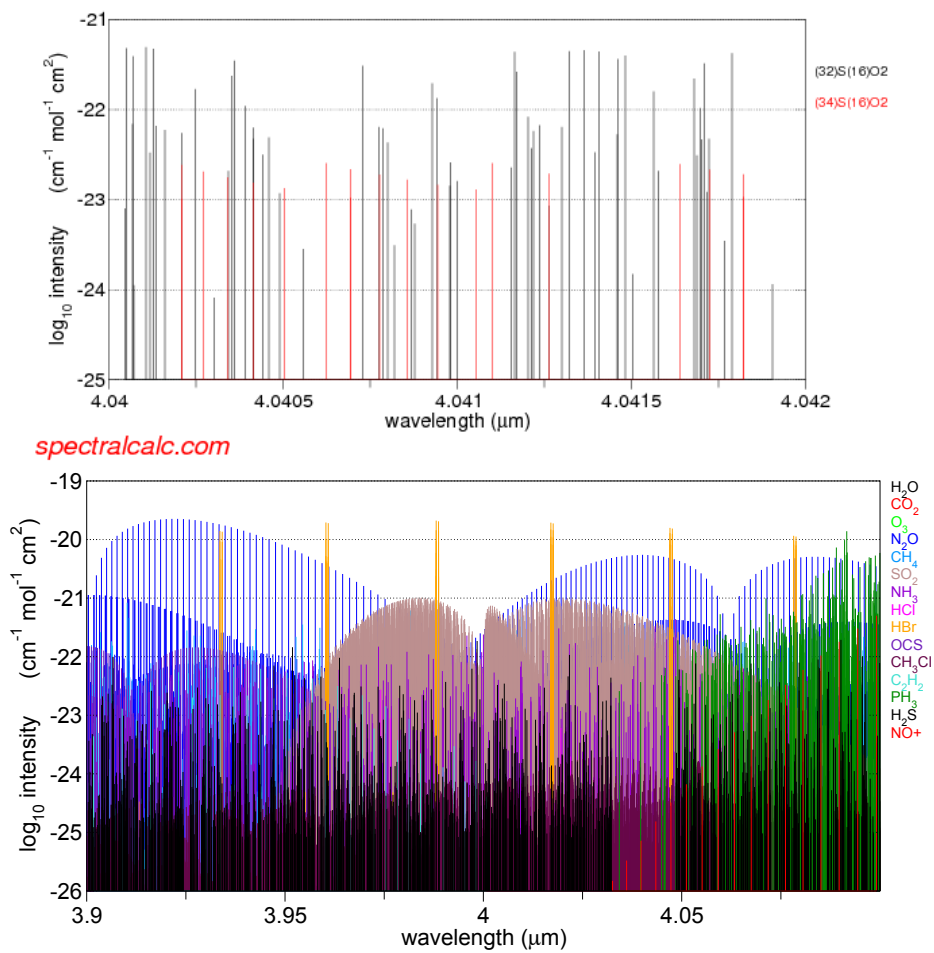 -21
-22
-23
-24
-25
log10 intensity (cm-1 mol-1 cm2)
4.04 4.0405 4.041 4.0415 4.042
wavelength (μm)
(32)S(16)O2
(34)S(16)O2
spectralcalc.com
-19
-20
-21
-22
-23
-24
-25
-26
log10 intensity (cm-1 mol-1 cm2)
3.9 3.95 4 4.05
wavelength (μm)
H2O
CO2
O3
N2O
CH4
SO2
NH3
HCl
HBr
OCS
CH3Cl
C2H2
PH3
H2S
NO+